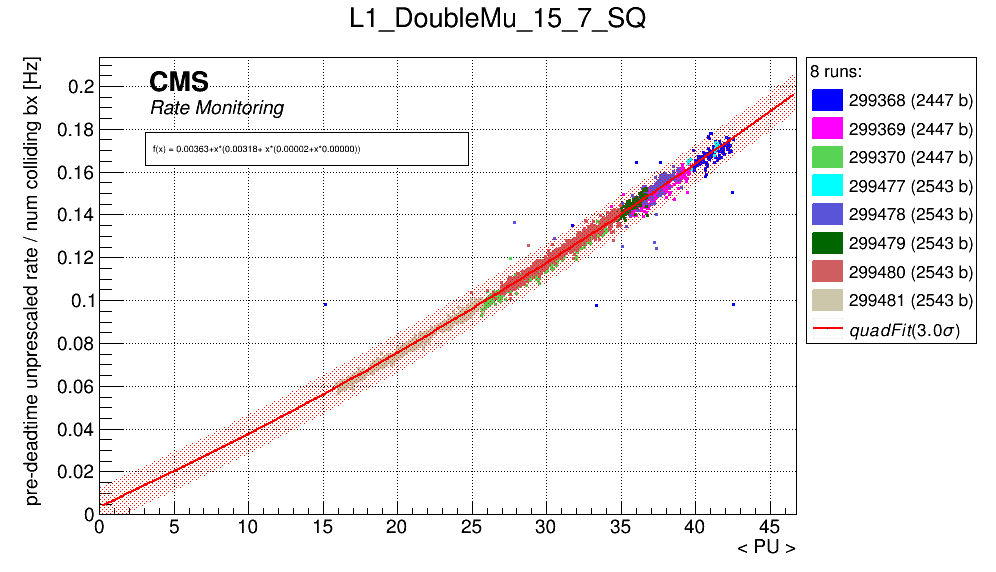 L1_DoubleMu_15_7_SQ
pre-deadtime unprescaled rate / num colliding bx [Hz]
CMS
Rate Monitoring
f(x) = 0.00363+x*(0.00318+ x*(0.00002+x*0.00000))
0.2
0.18
0.16
0.14
0.12
0.1
0.08
0.06
0.04
0.02
0
0 5 10 15 20 25 30 35 40 45
< PU >
8 runs:
299368 (2447 b)
299369 (2447 b)
299370 (2447 b)
299477 (2543 b)
299478 (2543 b)
299479 (2543 b)
299480 (2543 b)
299481 (2543 b)
quadFit(3.0σ)